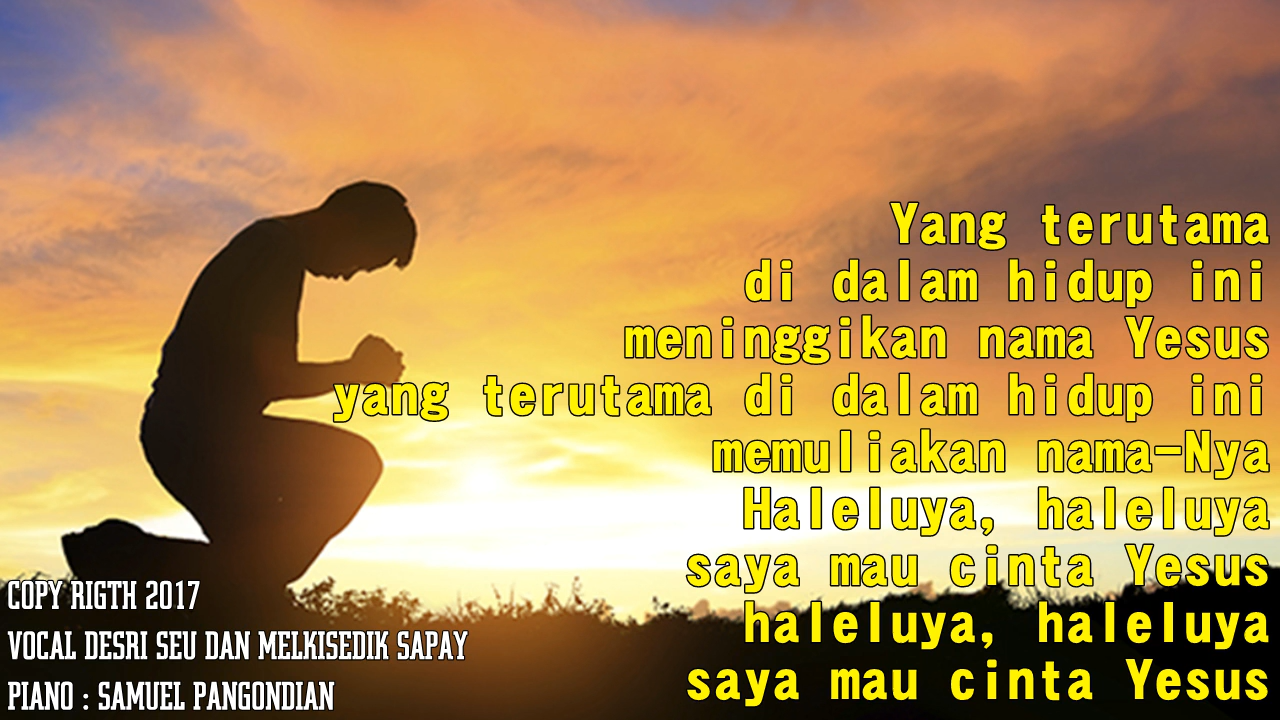 Yang terutama
di dalam hidup ini
meninggikan nama Yesus
yang terutama di dalam hidup ini
memuliakan nama-Nya
Haleluya, haleluya
saya mau cinta Yesus
haleluya, haleluya
saya mau cinta Yesus
COPY RIGTH 2017
VOCAL DESRI SEU DAN MELKISEDIK SAPAY
PIANO : SAMUEL PANGONDIAN